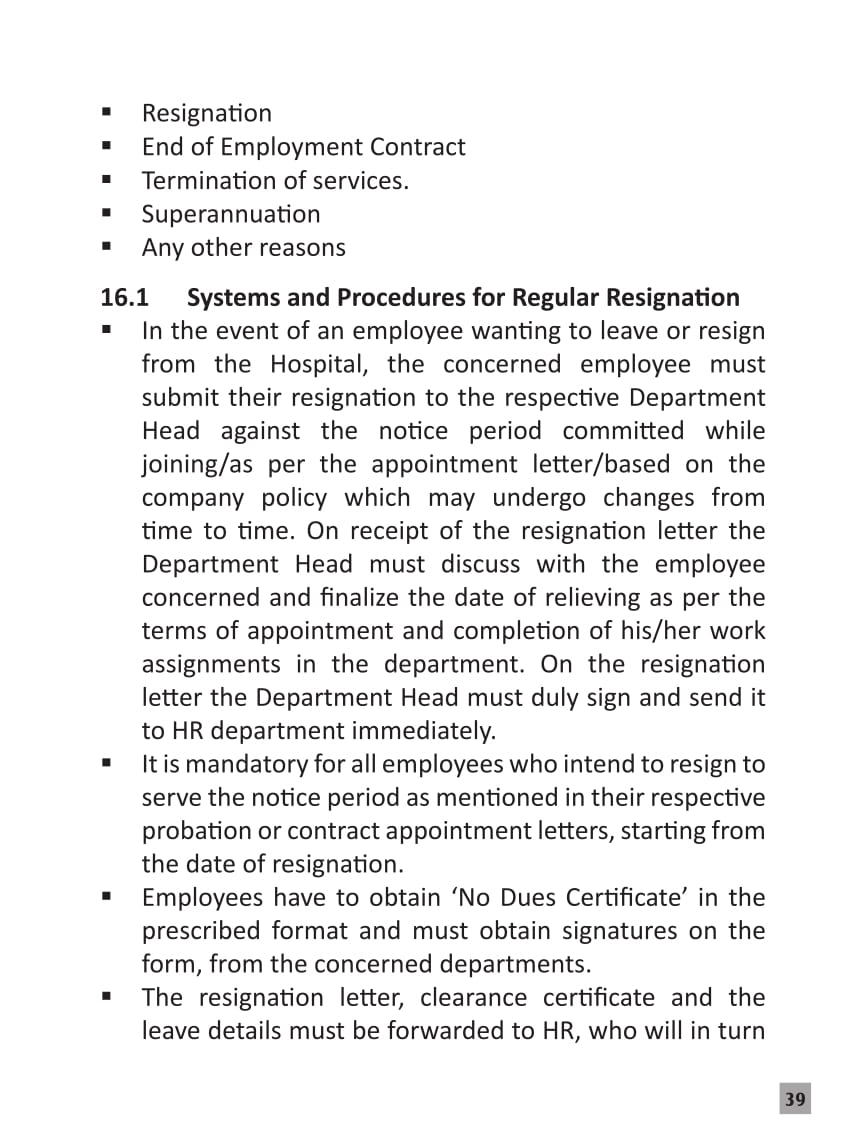 ▪ Resignation
▪ End of Employment Contract
▪ Termination of services.
▪ Superannuation
▪ Any other reasons
16.1 Systems and Procedures for Regular Resignation
▪ In the event of an employee wanting to leave or resign
from the Hospital, the concerned employee must
submit their resignation to the respective Department
Head against the notice period committed while
joining/as per the appointment letter/based on the
company policy which may undergo changes from
time to time. On receipt of the resignation letter the
Department Head must discuss with the employee
concerned and finalize the date of relieving as per the
terms of appointment and completion of his/her work
assignments in the department. On the resignation
letter the Department Head must duly sign and send it
to HR department immediately.
▪ It is mandatory for all employees who intend to resign to
serve the notice period as mentioned in their respective
probation or contract appointment letters, starting from
the date of resignation.
▪ Employees have to obtain ‘No Dues Certificate’ in the
prescribed format and must obtain signatures on the
form, from the concerned departments.
▪ The resignation letter, clearance certificate and the
leave details must be forwarded to HR, who will in turn
39